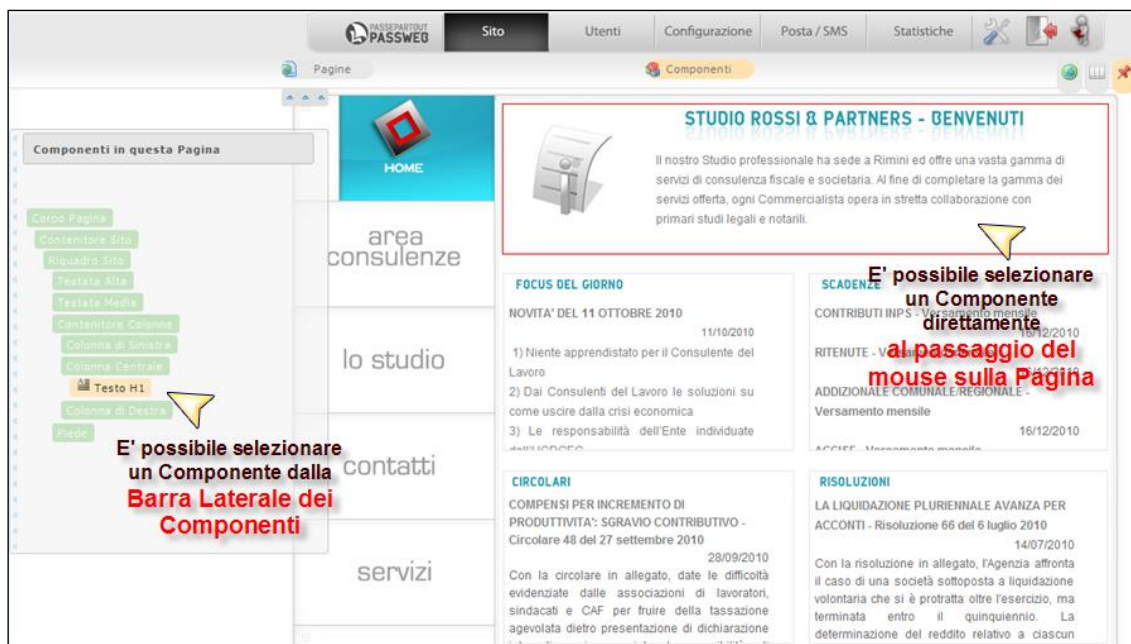 PASSEPARTOUT
PASSWEB
Sito
Utenti
Configurazione
Posta / SMS
Statistiche
Pagine
Componenti
Componenti in questa Pagina
Corpo Pagina
Contenitore Sito
Riquadro Sito
Testata Alta
Testata Media
Contenitore Colonne
Colonna di Sinistra
Colonna Centrale
Testo H1
Colonna di Destra
Piede
E' possibile selezionare
un Componente dalla
Barra Laterale dei
Componenti
HOME
area
consulenze
lo studio
contatti
servizi
STUDIO ROSSI & PARTNERS - BENVENUTI
Il nostro Studio professionale ha sede a Rimini ed offre una vasta gamma di
servizi di consulenza fiscale e societaria. Al fine di completare la gamma dei
servizi offerta, ogni Commercialista opera in stretta collaborazione con
primari studi legali e notarili.
E' possibile selezionare
un Componente
direttamente
al passaggio del
mouse sulla Pagina
FOCUS DEL GIORNO
NOVITA' DEL 11 OTTOBRE 2010
11/10/2010
1) Niente apprendistato per il Consulente del
Lavoro
2) Dai Consulenti del Lavoro le soluzioni su
come uscire dalla crisi economica
3) Le responsabilità dell'Ente individuate
SCADENZE
CONTRIBUTI INPS - Versamento mensile
16/12/2010
RITENUTE - Versamento mensile
16/12/2010
ADDIZIONALE COMUNALE/REGIONALE -
Versamento mensile
16/12/2010
ACCISE - Versamento mensile
CIRCOLARI
COMPENSI PER INCREMENTO DI
PRODUTTIVITA': SGRAVIO CONTRIBUTIVO -
Circolare 48 del 27 settembre 2010
28/09/2010
Con la circolare in allegato, date le difficoltà
evidenziate dalle associazioni di lavoratori,
sindacati e CAF per fruire della tassazione
agevolata dietro presentazione di dichiarazione
RISOLUZIONI
LA LIQUIDAZIONE PLURIENNALE AVANZA PER
ACCONTI - Risoluzione 66 del 6 luglio 2010
14/07/2010
Con la risoluzione in allegato, l'Agenzia affronta
il caso di una società sottoposta a liquidazione
volontaria che si è protratta oltre l'esercizio, ma
terminata entro il quinquiennio. La
determinazione del reddito relativo a ciascun